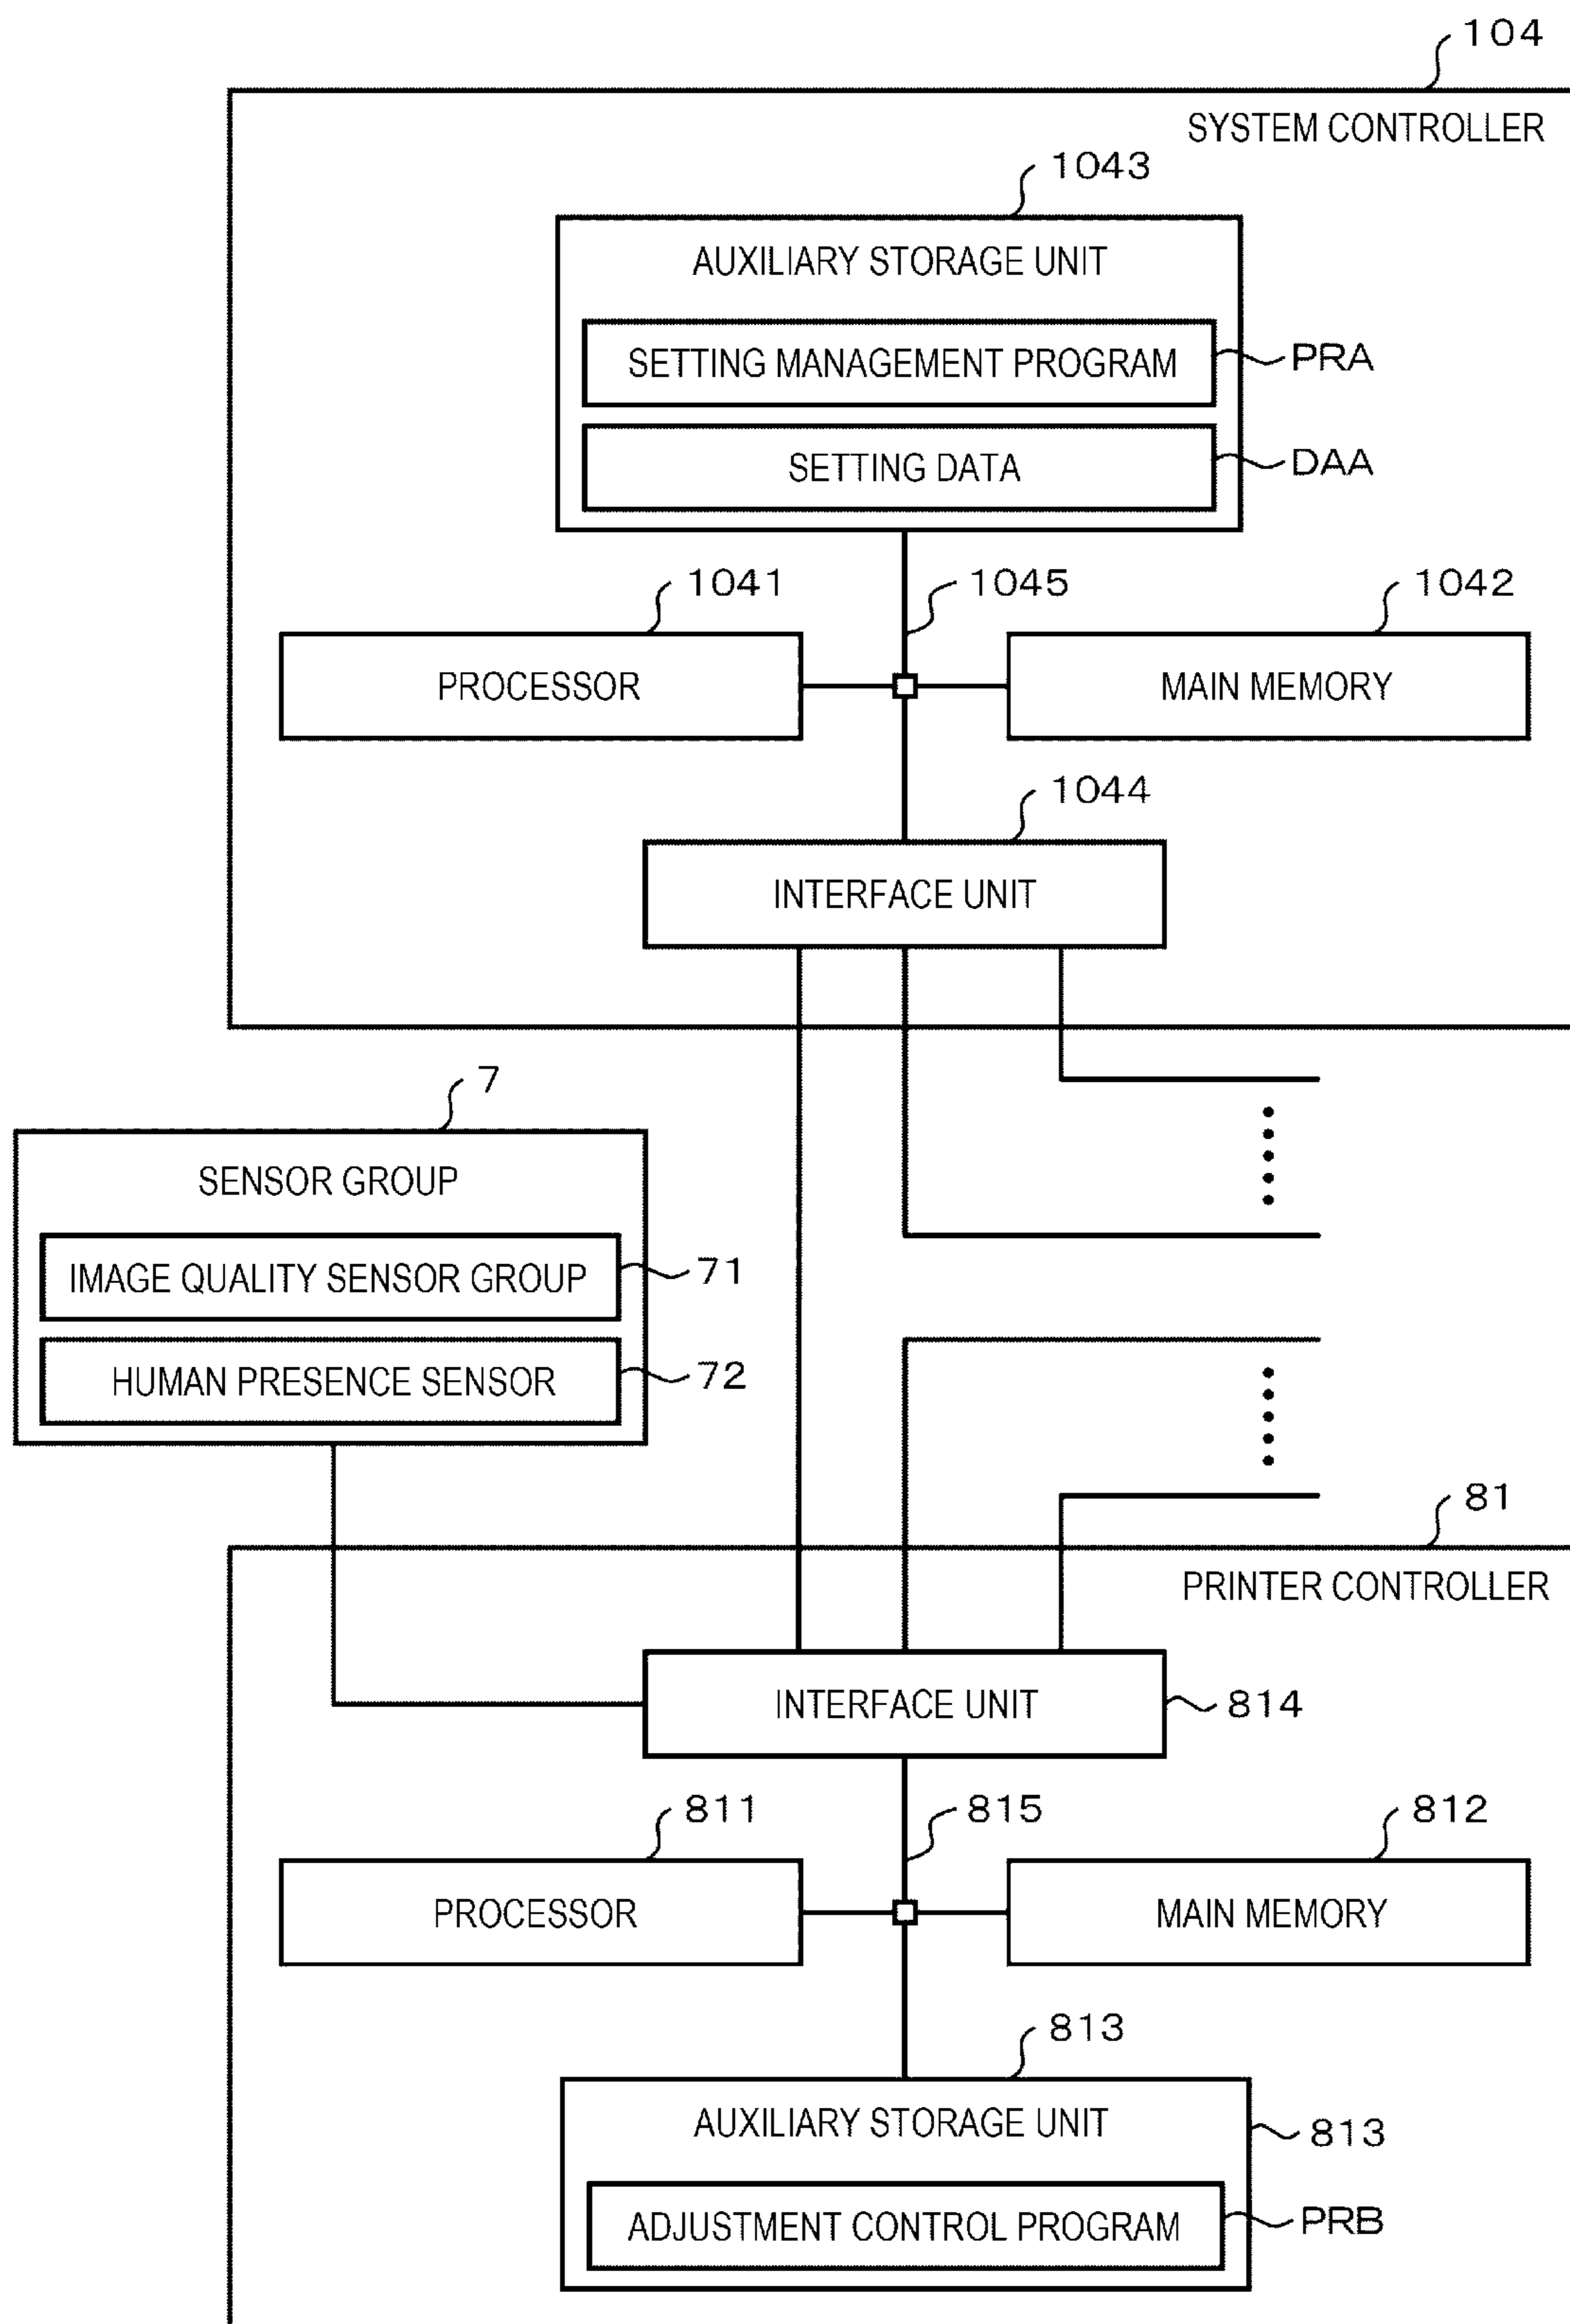 104
SYSTEM CONTROLLER
1043
AUXILIARY STORAGE UNIT
SETTING MANAGEMENT PROGRAM
PRA
SETTING DATA
DAA
1041
1045
1042
PROCESSOR
MAIN MEMORY
1044
INTERFACE UNIT
7
SENSOR GROUP
IMAGE QUALITY SENSOR GROUP
71
HUMAN PRESENCE SENSOR
72
81
PRINTER CONTROLLER
INTERFACE UNIT
814
811
815
812
PROCESSOR
MAIN MEMORY
813
AUXILIARY STORAGE UNIT
813
ADJUSTMENT CONTROL PROGRAM
PRB